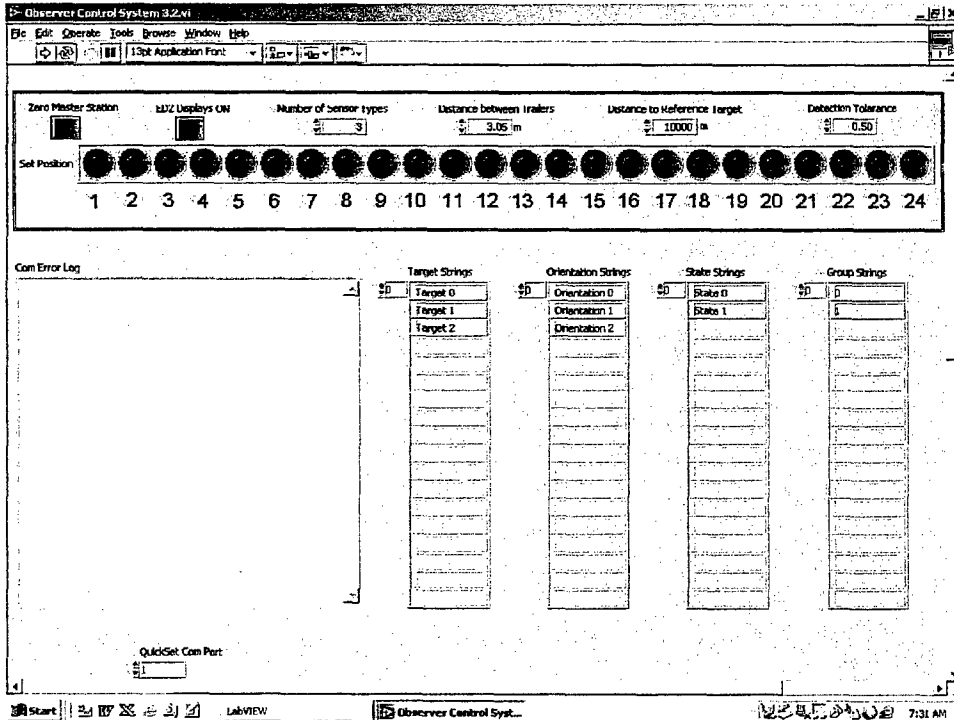 Observer Control System 3.2.vi
File Edit Operate Tools Browse Window Help
13pt Application Font
Zero Master Station
EDZ Displays ON
Number of Sensor Types
Distance between Trailers
Distance to Reference Target
Detection Tolarance
3
3.05 m
10000 m
0.50
Set Position
1 2 3 4 5 6 7 8 9 10 11 12 13 14 15 16 17 18 19 20 21 22 23 24
Com Error Log
Target Strings
Orientation Strings
State Strings
Group Strings
0 Target 0 0 Orientation 0 0 State 0 0 0
Target 1 Orientation 1 State 1 1
Target 2 Orientation 2
QuickSet Com Port
1
Start LabVIEW Observer Control Syst... 7:31 AM